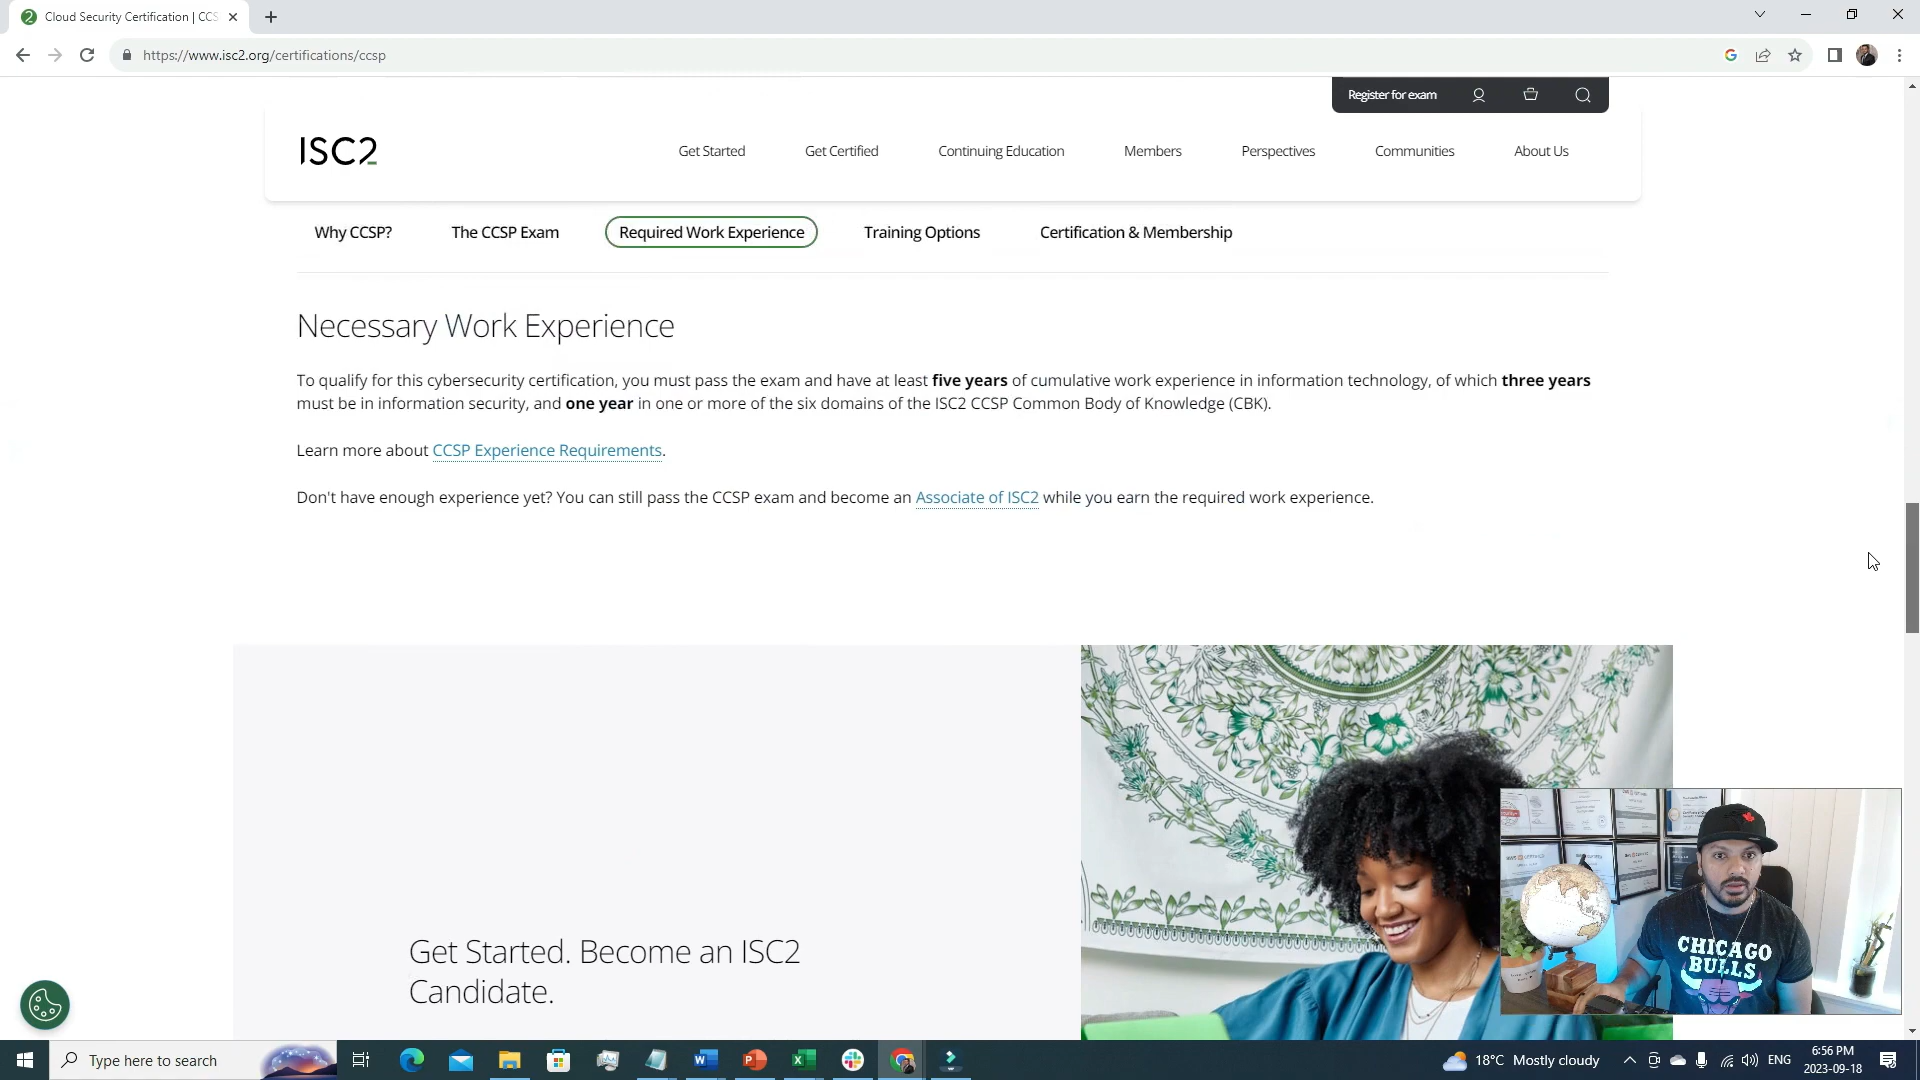 Cloud Security Certification | CCS
https://www.isc2.org/certifications/ccsp
Register for exam
ISC2
Get Started
Get Certified
Continuing Education
Members
Perspectives
Communities
About Us
Why CCSP?
The CCSP Exam
Required Work Experience
Training Options
Certification & Membership
Necessary Work Experience
To qualify for this cybersecurity certification, you must pass the exam and have at least five years of cumulative work experience in information technology, of which three years
must be in information security, and one year in one or more of the six domains of the ISC2 CCSP Common Body of Knowledge (CBK).
Learn more about CCSP Experience Requirements.
Don't have enough experience yet? You can still pass the CCSP exam and become an Associate of ISC2 while you earn the required work experience.
Get Started. Become an ISC2
Candidate.
CHICAGO
BULLS
Type here to search
18°C Mostly cloudy
ENG
6:56 PM
2023-09-18